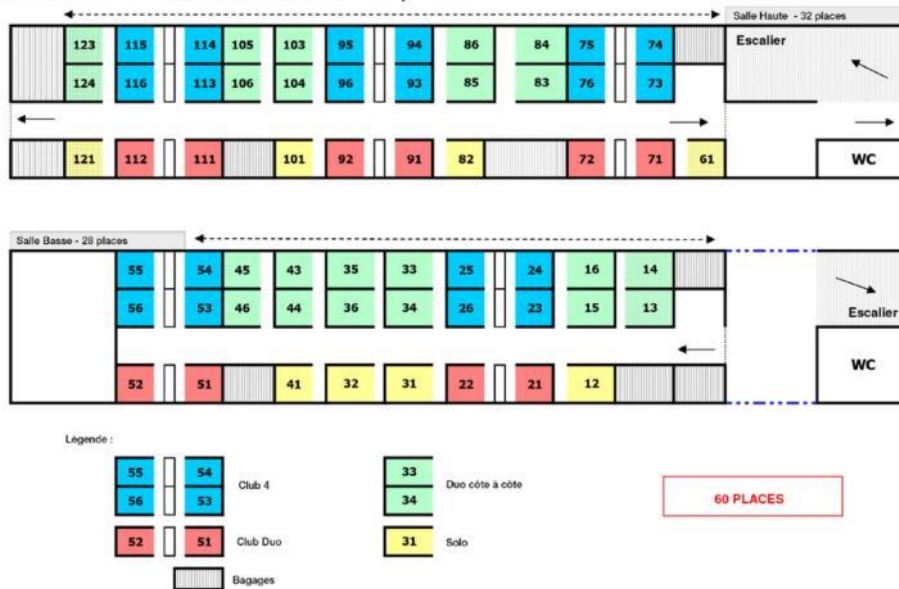 Salle Haute - 32 places
123 115 114 105 103 95 94 86 84 75 74
Escalier
124 116 113 106 104 96 93 85 83 76 73
121 112 111 101 92 91 82 72 71 61 WC
Salle Basse - 28 places
55 54 45 43 35 33 25 24 16 14
56 53 46 44 36 34 26 23 15 13
Escalier
WC
52 51 41 32 31 22 21 12
Légende :
55 54 33
Club 4 Duo côte à côte
56 53 34
60 PLACES
52 51 Club Duo 31 Solo
Bagages